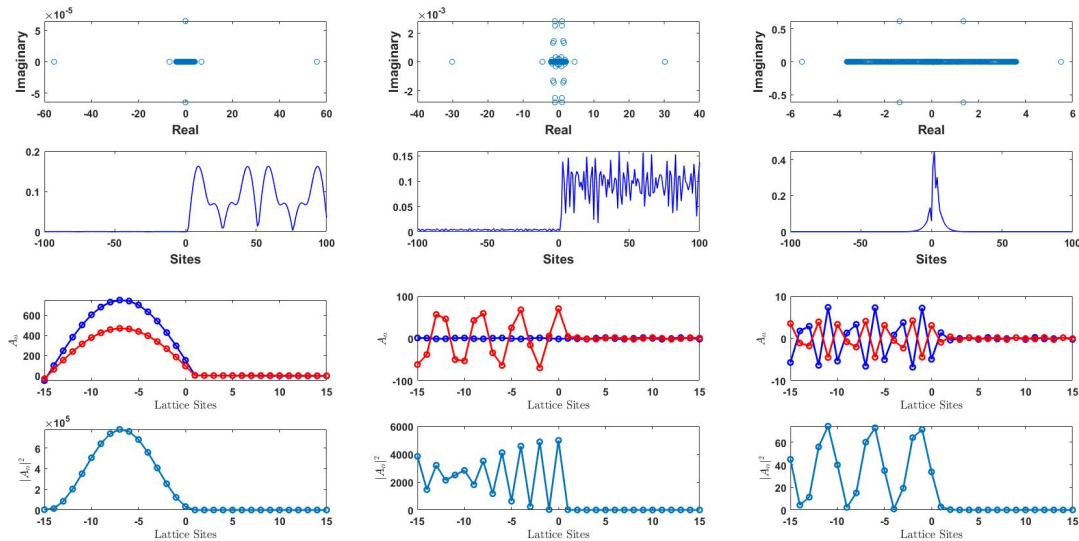 ×10⁻⁵
Imaginary
5
0
-5
-60 -40 -20 0 20 40 60
Real
×10⁻³
Imaginary
2
0
-2
-40 -30 -20 -10 0 10 20 30 40
Real
Imaginary
0.5
0
-0.5
-6 -4 -2 0 2 4 6
Real
0.2
0.1
0
-100 -50 0 50 100
Sites
0.15
0.1
0.05
0
-100 -50 0 50 100
Sites
0.4
0.2
0
-100 -50 0 50 100
Sites
Aₙ
600
400
200
0
-15 -10 -5 0 5 10 15
Lattice Sites
Aₙ
100
0
-100
-15 -10 -5 0 5 10 15
Lattice Sites
Aₙ
10
0
-10
-15 -10 -5 0 5 10 15
Lattice Sites
×10⁵
|Aₙ|²
6
4
2
0
-15 -10 -5 0 5 10 15
Lattice Sites
|Aₙ|²
6000
4000
2000
0
-15 -10 -5 0 5 10 15
Lattice Sites
|Aₙ|²
60
40
20
0
-15 -10 -5 0 5 10 15
Lattice Sites